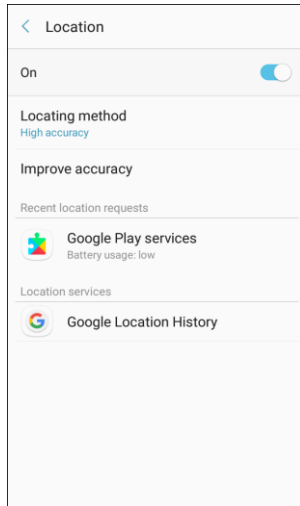 Location
On
Locating method
High accuracy
Improve accuracy
Recent location requests
Google Play services
Battery usage: low
Location services
Google Location History